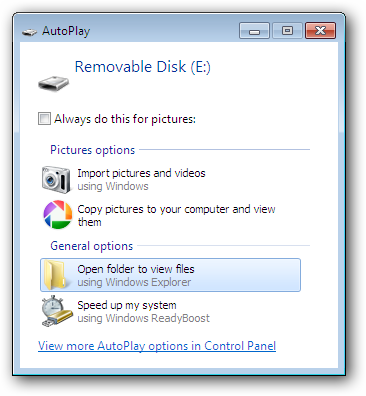 AutoPlay
Removable Disk (E:)
Always do this for pictures:
Pictures options
Import pictures and videos
using Windows
Copy pictures to your computer and view
them
General options
Open folder to view files
using Windows Explorer
Speed up my system
using Windows ReadyBoost
View more AutoPlay options in Control Panel